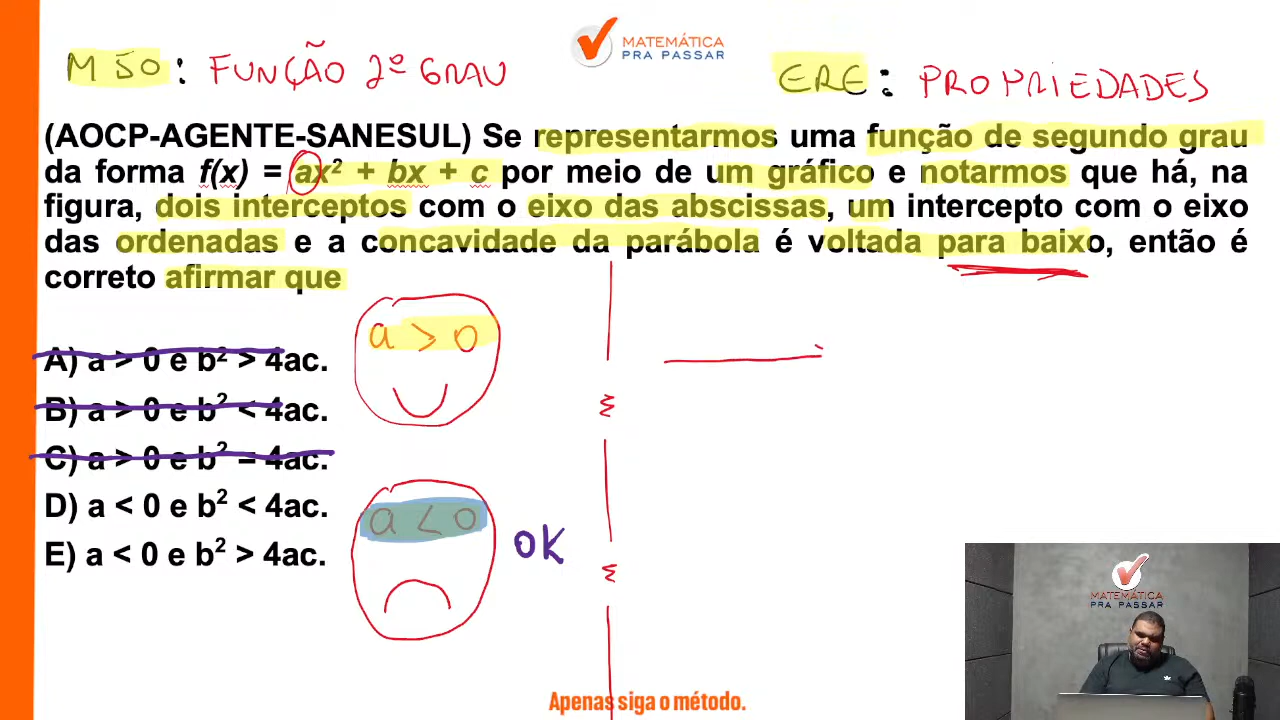 MATEMÁTICA
PRA PASSAR
M50: FUNÇÃO 2º GRAU
ERE: PROPRIEDADES
(AOCP-AGENTE-SANESUL) Se representarmos uma função de segundo grau
da forma f(x) = ax² + bx + c por meio de um gráfico e notarmos que há, na
figura, dois interceptos com o eixo das abscissas, um intercepto com o eixo
das ordenadas e a concavidade da parábola é voltada para baixo, então é
correto afirmar que
a > 0
A) a > 0 e b² > 4ac.
B) a > 0 e b² < 4ac.
C) a > 0 e b² = 4ac.
D) a < 0 e b² < 4ac.
a < 0
OK
E) a < 0 e b² > 4ac.
MATEMÁTICA
PRA PASSAR
Apenas siga o método.